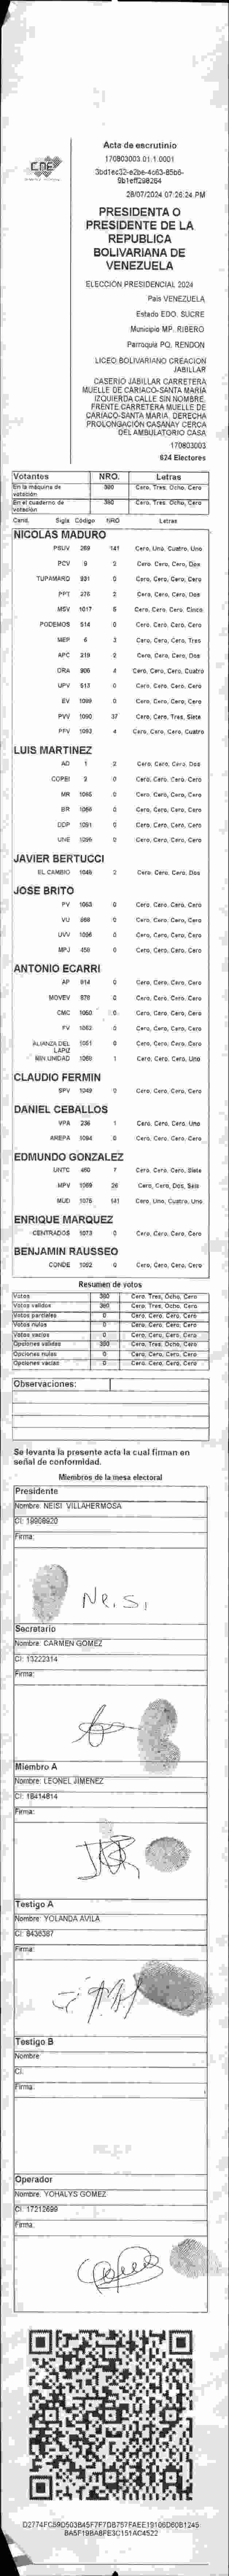 CNE
Acta de escrutinio
170803003.01.1.0001
28/07/2024 07:26:24 PM
PRESIDENTA O
PRESIDENTE DE LA
REPUBLICA
BOLIVARIANA DE
VENEZUELA
ELECCIÓN PRESIDENCIAL 2024
País VENEZUELA
Estado EDO. SUCRE
Municipio MP. RIBERO
Parroquia PQ. RENDON
LICEO BOLIVARIANO CREACION
JABILLAR
CASERIO JABILLAR CARRETERA
MUELLE DE CARIACO-SANTA MARIA
IZQUIERDA CALLE SIN NOMBRE.
FRENTE CARRETERA MUELLE DE
CARIACO-SANTA MARIA. DERECHA
PROLONGACIÓN CASANAY CERCA
DEL AMBULATORIO CASA
170803003
624 Electores
Votantes NRO. Letras
En la máquina de votación 380 Cero, Tres, Ocho, Cero
En el cuaderno de votación 380 Cero, Tres, Ocho, Cero
Cand. Sigla Código NRO Letras
NICOLAS MADURO
PSUV 269 141 Cero, Uno, Cuatro, Uno
PCV 9 2 Cero, Cero, Cero, Dos
TUPAMARO 931 0 Cero, Cero, Cero, Cero
PPT 276 2 Cero, Cero, Cero, Dos
MSV 1017 5 Cero, Cero, Cero, Cinco
PODEMOS 514 0 Cero, Cero, Cero, Cero
MEP 6 3 Cero, Cero, Cero, Tres
APC 219 2 Cero, Cero, Cero, Dos
ORA 906 4 Cero, Cero, Cero, Cuatro
UPV 513 0 Cero, Cero, Cero, Cero
EV 1099 0 Cero, Cero, Cero, Cero
PVV 1090 37 Cero, Cero, Tres, Siete
PFV 1093 4 Cero, Cero, Cero, Cuatro
LUIS MARTINEZ
AD 1 2 Cero, Cero, Cero, Dos
COPEI 2 0 Cero, Cero, Cero, Cero
MR 1065 0 Cero, Cero, Cero, Cero
BR 1066 0 Cero, Cero, Cero, Cero
DDP 1091 0 Cero, Cero, Cero, Cero
UNE 0 Cero, Cero, Cero, Cero
JAVIER BERTUCCI
EL CAMBIO 1048 2 Cero, Cero, Cero, Dos
JOSE BRITO
PV 1063 0 Cero, Cero, Cero, Cero
VU 0 Cero, Cero, Cero, Cero
UVV 1096 0 Cero, Cero, Cero, Cero
MPJ 450 0 Cero, Cero, Cero, Cero
ANTONIO ECARRI
AP 914 0 Cero, Cero, Cero, Cero
MOVEV 976 0 Cero, Cero, Cero, Cero
CMC 1050 0 Cero, Cero, Cero, Cero
FV 1052 0 Cero, Cero, Cero, Cero
ALIANZA DEL LAPIZ 1051 0 Cero, Cero, Cero, Cero
MIN UNIDAD 1058 1 Cero, Cero, Cero, Uno
CLAUDIO FERMIN
SPV 1049 0 Cero, Cero, Cero, Cero
DANIEL CEBALLOS
VPA 236 1 Cero, Cero, Cero, Uno
AREPA 1094 0 Cero, Cero, Cero, Cero
EDMUNDO GONZALEZ
UNTC 460 7 Cero, Cero, Cero, Siete
MPV 1069 26 Cero, Cero, Dos, Seis
MUD 1075 141 Cero, Uno, Cuatro, Uno
ENRIQUE MARQUEZ
CENTRADOS 1073 0 Cero, Cero, Cero, Cero
BENJAMIN RAUSSEO
CONDE 1092 0 Cero, Cero, Cero, Cero
Resumen de votos
Votos 380 Cero, Tres, Ocho, Cero
Votos validos 380 Cero, Tres, Ocho, Cero
Votos parciales 0 Cero, Cero, Cero, Cero
Votos nulos 0 Cero, Cero, Cero, Cero
Votos vacios 0 Cero, Cero, Cero, Cero
Opciones validas 380 Cero, Tres, Ocho, Cero
Opciones nulas 0 Cero, Cero, Cero, Cero
Opciones vacias 0 Cero, Cero, Cero, Cero
Observaciones:
Se levanta la presente acta la cual firman en
señal de conformidad.
Miembros de la mesa electoral
Presidente
Nombre: NEISI VILLAHERMOSA
CI: 19908920
Firma:
Neisi
Secretario
Nombre: CARMEN GOMEZ
CI: 13222314
Firma:
Miembro A
Nombre: LEONEL JIMENEZ
CI: 18414814
Firma:
Testigo A
Nombre: YOLANDA AVILA
CI: 8436387
Firma:
Testigo B
Nombre
CI.
Firma:
Operador
Nombre: YOHALYS GOMEZ
CI: 17212699
Firma: